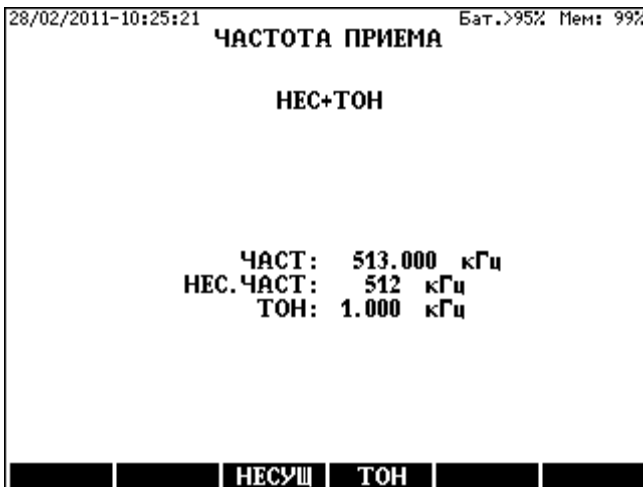 28/02/2011-10:25:21 Бат.>95% Мем: 99%
ЧАСТОТА ПРИЕМА
НЕС+ТОН
ЧАСТ: 513.000 кГц
НЕС.ЧАСТ: 512 кГц
ТОН: 1.000 кГц
НЕСУЩ ТОН